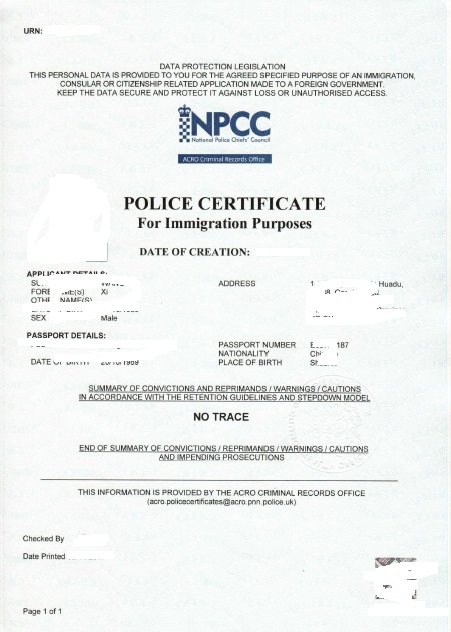 URN:
DATA PROTECTION LEGISLATION
THIS PERSONAL DATA IS PROVIDED TO YOU FOR THE AGREED SPECIFIED PURPOSE OF AN IMMIGRATION,
CONSULAR OR CITIZENSHIP RELATED APPLICATION MADE TO A FOREIGN GOVERNMENT.
KEEP THE DATA SECURE AND PROTECT IT AGAINST LOSS OR UNAUTHORISED ACCESS.
NPCC
National Police Chiefs' Council
ACRO Criminal Records Office
POLICE CERTIFICATE
For Immigration Purposes
DATE OF CREATION:
APPLICANT DETAILS:
ADDRESS
Huadu,
NAME(S)
SEX Male
PASSPORT DETAILS:
PASSPORT NUMBER 187
NATIONALITY
DATE PLACE OF BIRTH
SUMMARY OF CONVICTIONS AND REPRIMANDS / WARNINGS / CAUTIONS
IN ACCORDANCE WITH THE RETENTION GUIDELINES AND STEPDOWN MODEL
NO TRACE
END OF SUMMARY OF CONVICTIONS / REPRIMANDS / WARNINGS / CAUTIONS
AND IMPENDING PROSECUTIONS
THIS INFORMATION IS PROVIDED BY THE ACRO CRIMINAL RECORDS OFFICE
(acro.policecertificates@acro.pnn.police.uk)
Checked By
Date Printed
Page 1 of 1